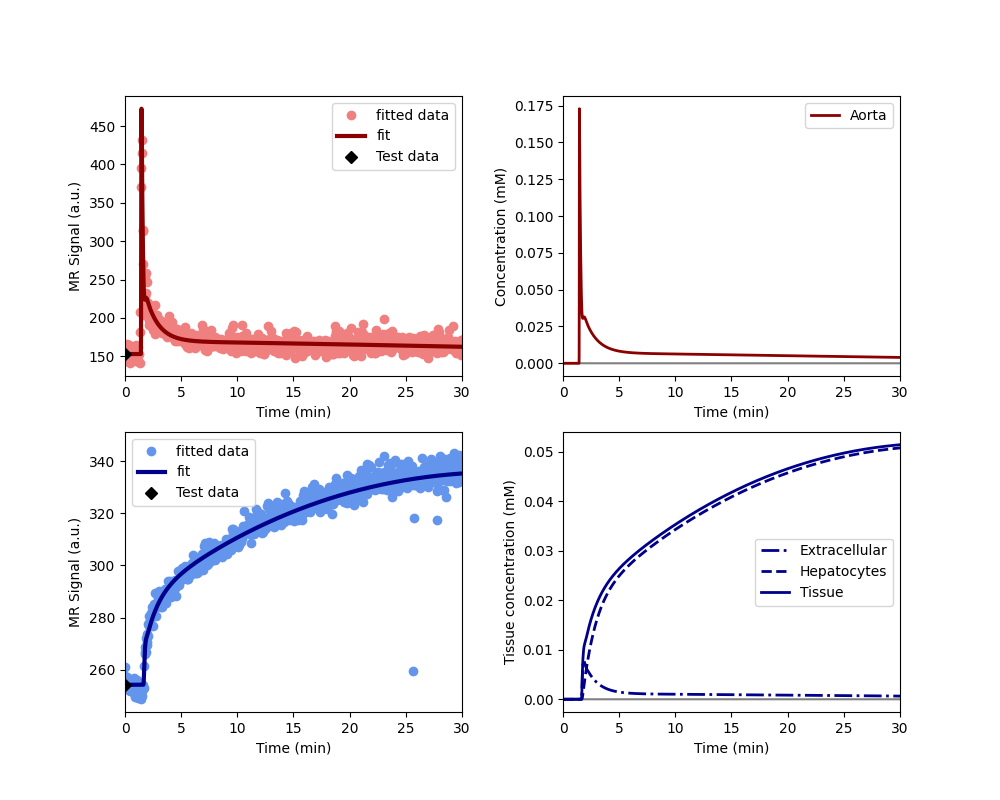 MR Signal (a.u.)
450
400
350
300
250
200
150
fitted data
fit
Test data
0 5 10 15 20 25 30
Time (min)
Concentration (mM)
0.175
0.150
0.125
0.100
0.075
0.050
0.025
0.000
Aorta
0 5 10 15 20 25 30
Time (min)
MR Signal (a.u.)
340
320
300
280
260
fitted data
fit
Test data
0 5 10 15 20 25 30
Time (min)
Tissue concentration (mM)
0.05
0.04
0.03
0.02
0.01
0.00
Extracellular
Hepatocytes
Tissue
0 5 10 15 20 25 30
Time (min)